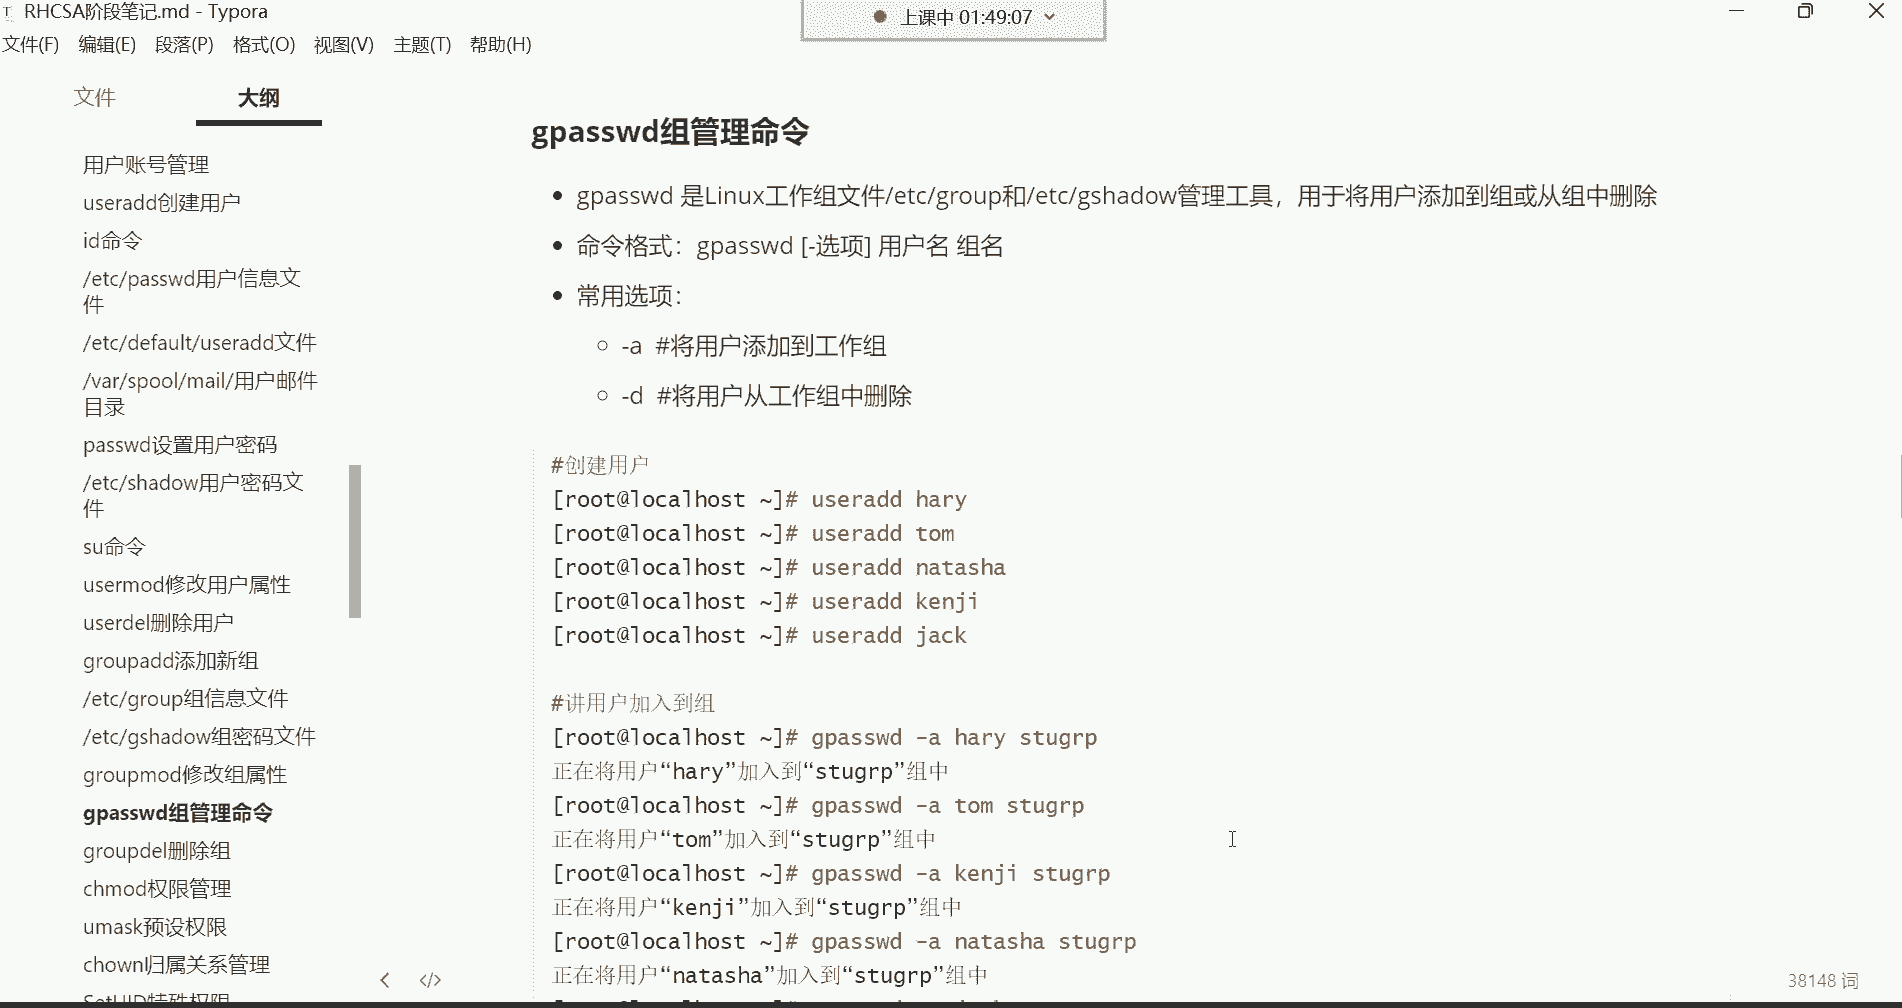 RHCSA阶段笔记.md - Typora
上课中 01:49:07
文件(F) 编辑(E) 段落(P) 格式(O) 视图(V) 主题(T) 帮助(H)
文件 大纲
用户账号管理
useradd创建用户
id命令
/etc/passwd用户信息文
件
/etc/default/useradd文件
/var/spool/mail/用户邮件
目录
passwd设置用户密码
/etc/shadow用户密码文
件
su命令
usermod修改用户属性
userdel删除用户
groupadd添加新组
/etc/group组信息文件
/etc/gshadow组密码文件
groupmod修改组属性
gpasswd组管理命令
groupdel删除组
chmod权限管理
umask预设权限
chown归属关系管理
SetUID特殊权限
gpasswd组管理命令
gpasswd 是Linux工作组文件/etc/group和/etc/gshadow管理工具，用于将用户添加到组或从组中删除
命令格式：gpasswd [-选项] 用户名 组名
常用选项：
-a #将用户添加到工作组
-d #将用户从工作组中删除
#创建用户
[root@localhost ~]# useradd hary
[root@localhost ~]# useradd tom
[root@localhost ~]# useradd natasha
[root@localhost ~]# useradd kenji
[root@localhost ~]# useradd jack
#讲用户加入到组
[root@localhost ~]# gpasswd -a hary stugrp
正在将用户“hary”加入到“stugrp”组中
[root@localhost ~]# gpasswd -a tom stugrp
正在将用户“tom”加入到“stugrp”组中
[root@localhost ~]# gpasswd -a kenji stugrp
正在将用户“kenji”加入到“stugrp”组中
[root@localhost ~]# gpasswd -a natasha stugrp
正在将用户“natasha”加入到“stugrp”组中
38148 词